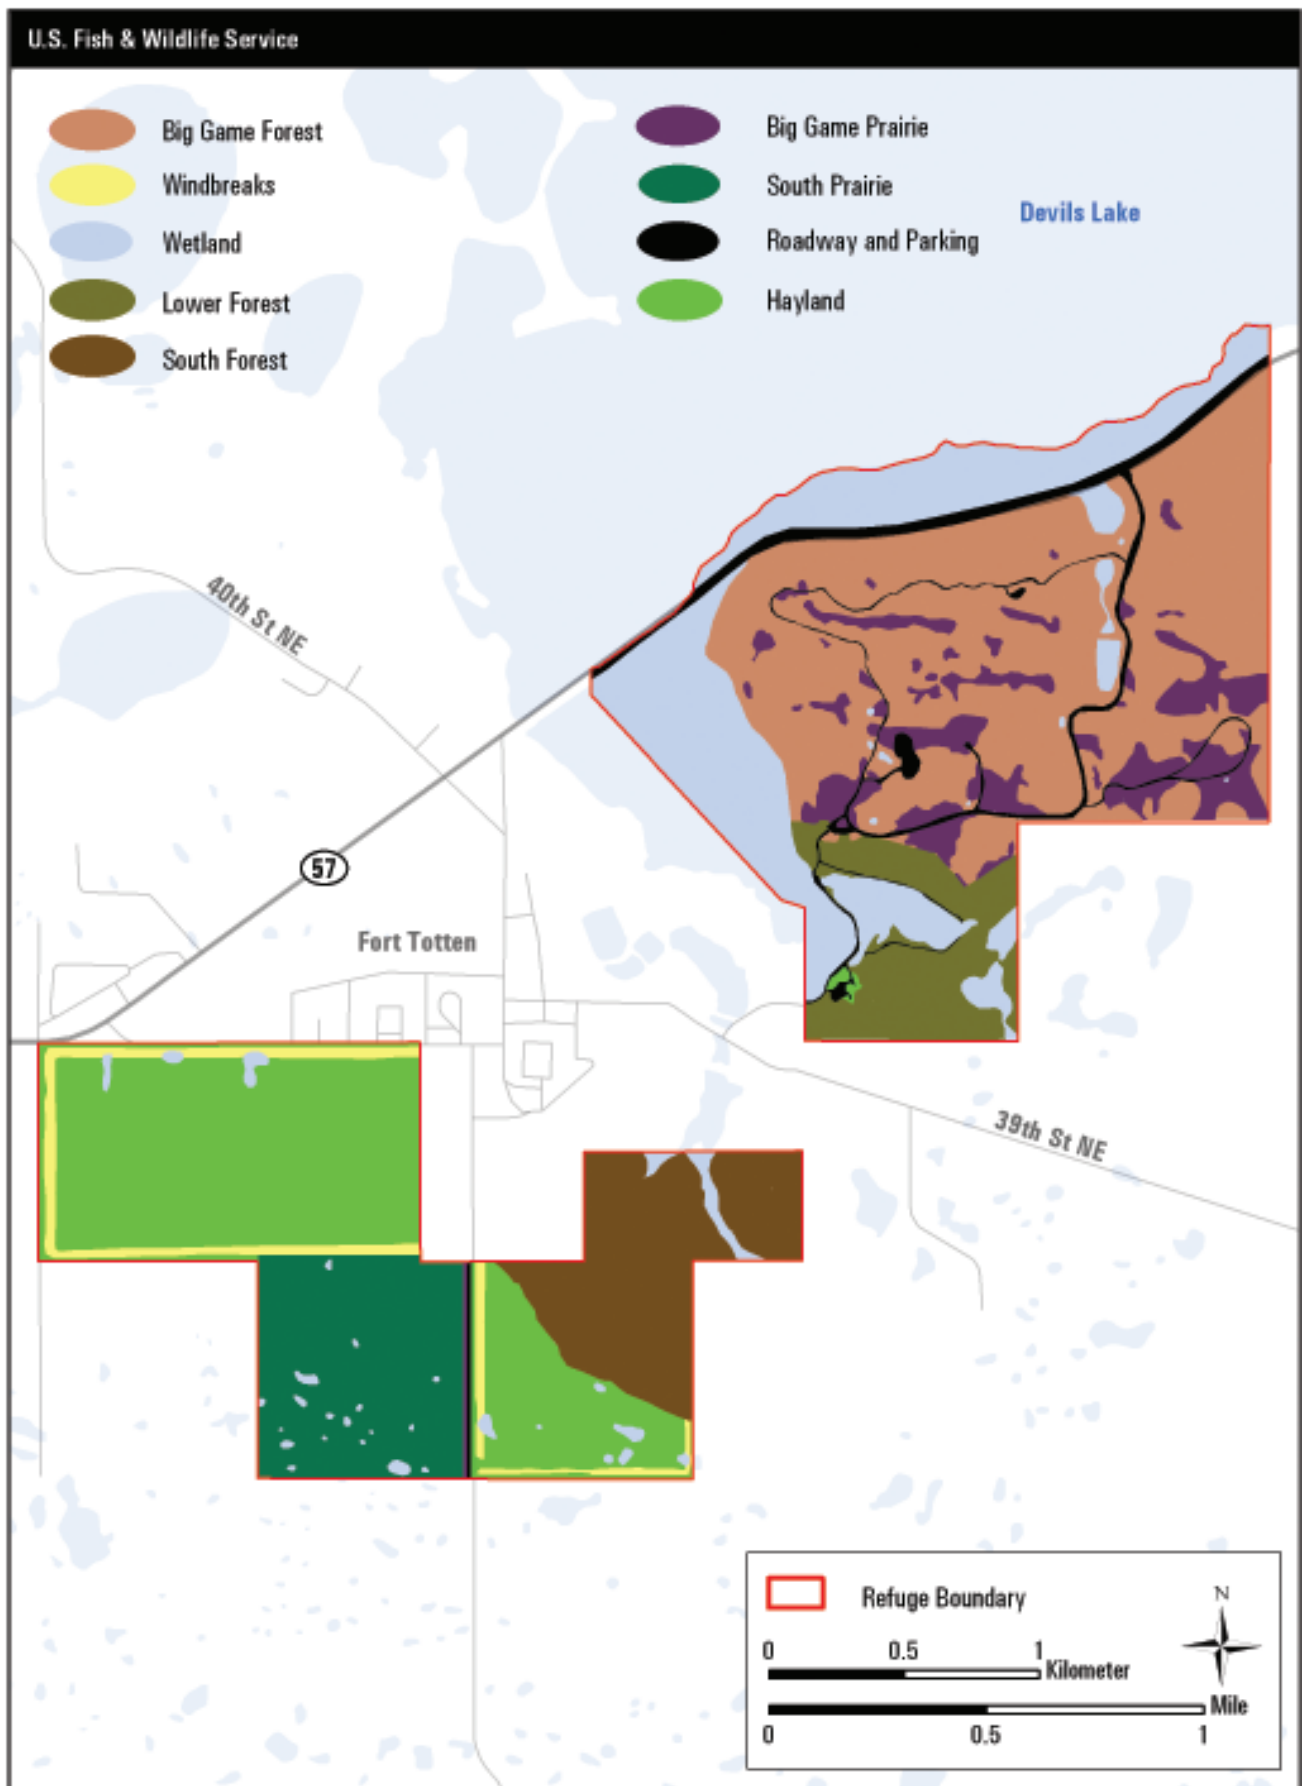 U.S. Fish & Wildlife Service
Big Game Forest
Windbreaks
Wetland
Lower Forest
South Forest
Big Game Prairie
South Prairie
Roadway and Parking
Hayland
Devils Lake
40th St NE
57
Fort Totten
39th St NE
Refuge Boundary
N
0 0.5 1
Kilometer
Mile
0 0.5 1